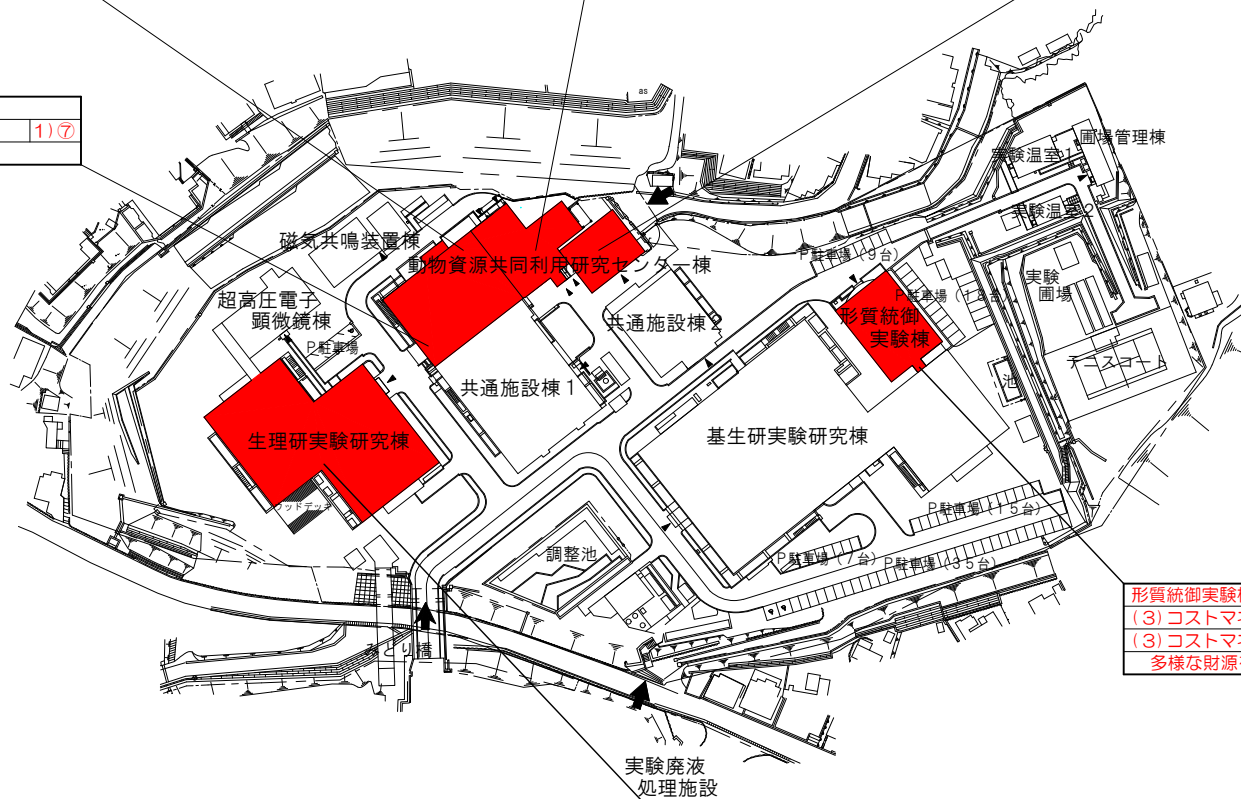 as
1)⑦
圃場管理棟
実験温室1
実験温室2
磁気共鳴装置棟
動物資源共同利用研究センター棟
P駐車場(9台)
実験
圃場
超高圧電子
顕微鏡棟
P駐車場(18台)
形質統御
実験棟
共通施設棟2
P駐車場
テニスコート
池
共通施設棟1
生理研実験研究棟
基生研実験研究棟
ウッドデッキ
P駐車場(15台)
調整池
P駐車場(7台)
P駐車場(35台)
形質統御実験
(3)コストマネ
(3)コストマネ
多様な財源
橋
実験廃液
処理施設